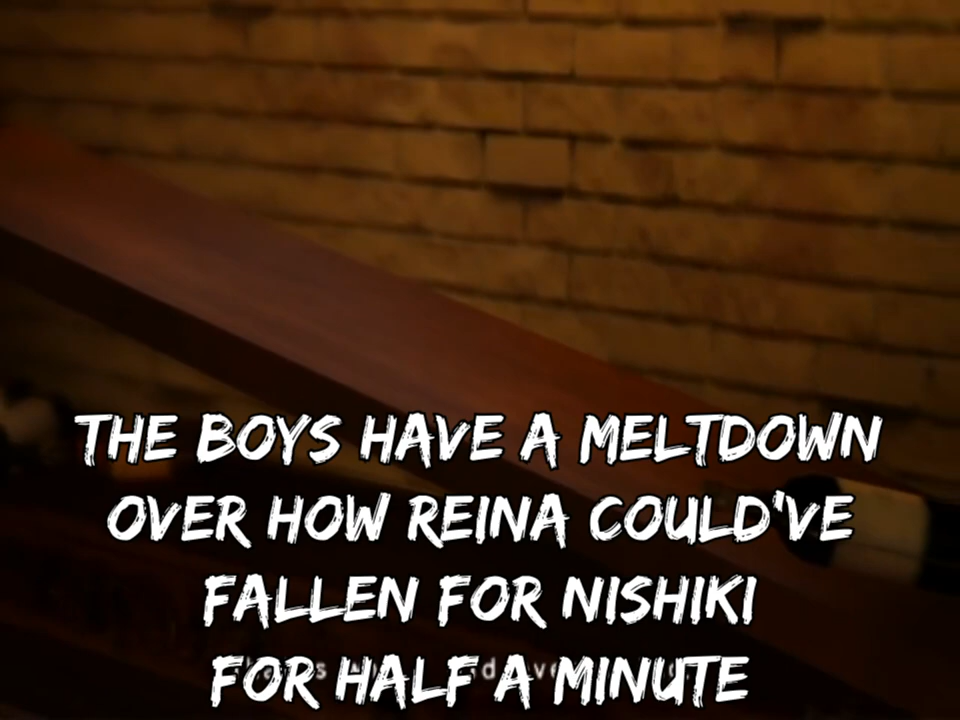 THE BOYS HAVE A MELTDOWN
OVER HOW REINA COULD'VE
FALLEN FOR NISHIKI
FOR HALF A MINUTE